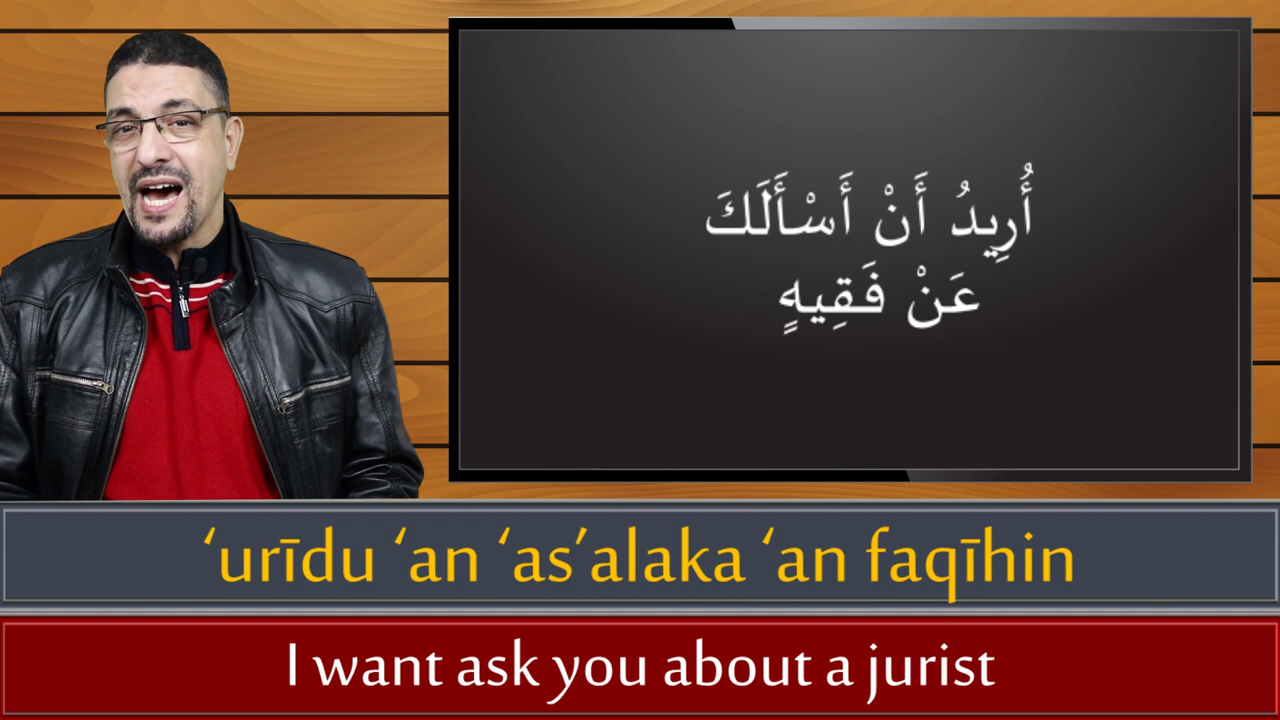 أُرِيدُ أَنْ أَسْأَلَكَ
عَنْ فَقِيهٍ
‘urīdu ‘an ‘as’alaka ‘an faqīhin
I want ask you about a jurist